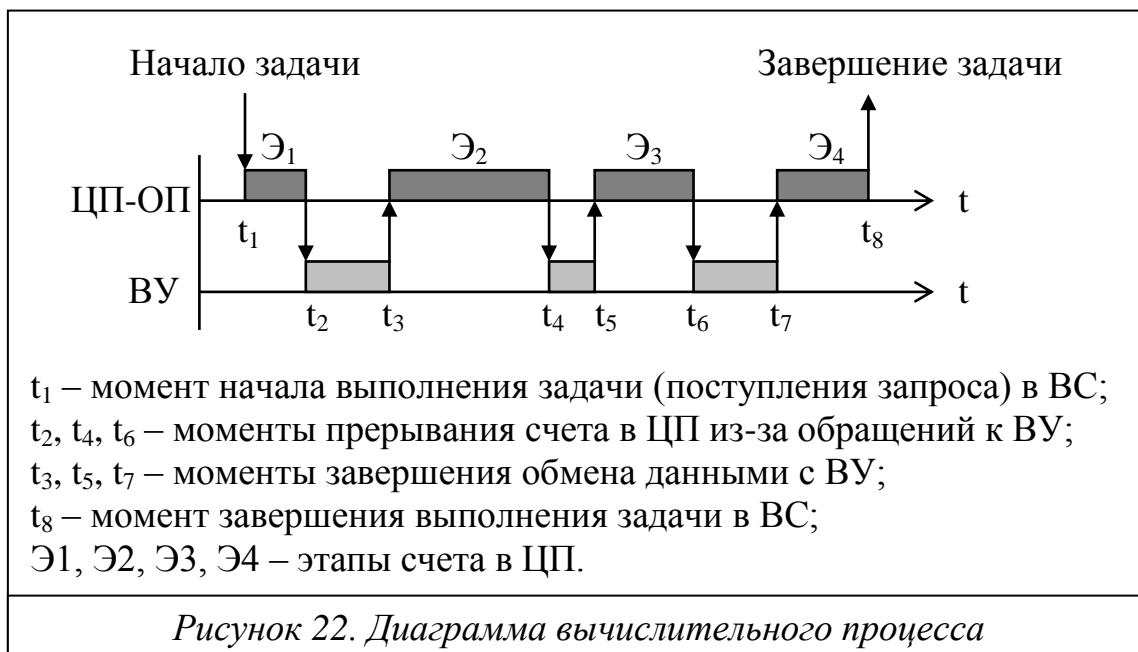 Начало задачи Завершение задачи
Э₁ Э₂ Э₃ Э₄
ЦП-ОП t
t₁ t₈
ВУ t
t₂ t₃ t₄ t₅ t₆ t₇
t₁ – момент начала выполнения задачи (поступления запроса) в ВС;
t₂, t₄, t₆ – моменты прерывания счета в ЦП из-за обращений к ВУ;
t₃, t₅, t₇ – моменты завершения обмена данными с ВУ;
t₈ – момент завершения выполнения задачи в ВС;
Э1, Э2, Э3, Э4 – этапы счета в ЦП.
Рисунок 22. Диаграмма вычислительного процесса